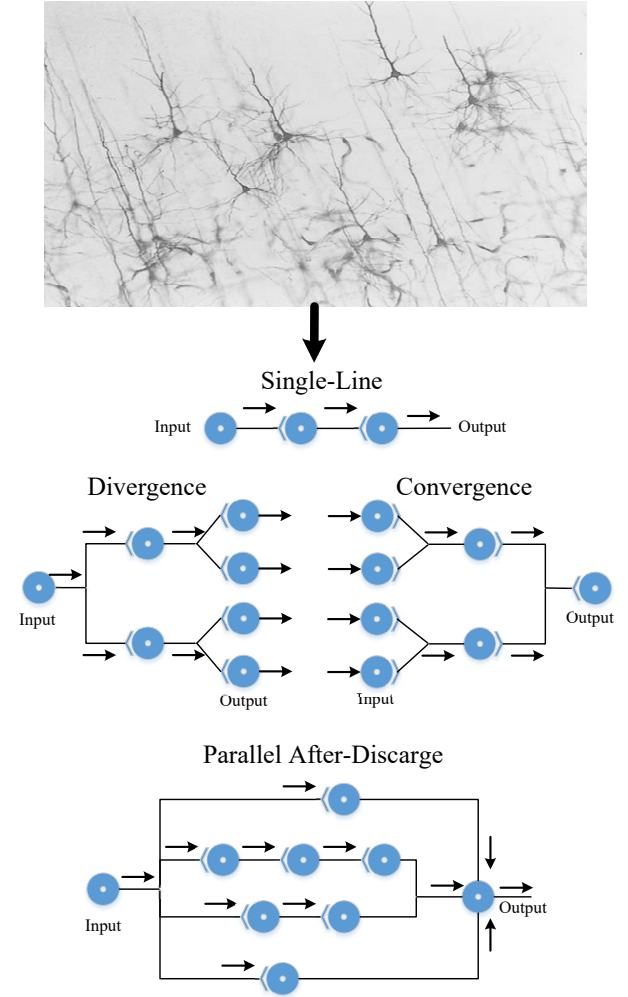 Single-Line
Input
Output
Divergence
Convergence
Input
Output
Output
Input
Parallel After-Discarge
Input
Output